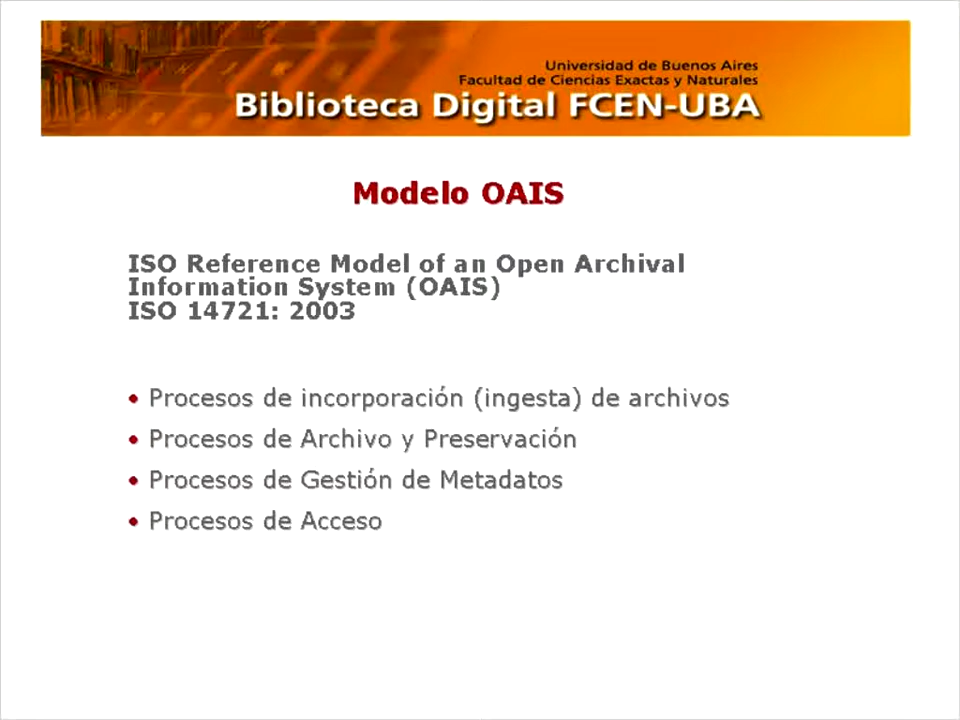 Universidad de Buenos Aires
Facultad de Ciencias Exactas y Naturales
Biblioteca Digital FCEN-UBA
Modelo OAIS
ISO Reference Model of an Open Archival
Information System (OAIS)
ISO 14721: 2003
• Procesos de incorporación (ingesta) de archivos
• Procesos de Archivo y Preservación
• Procesos de Gestión de Metadatos
• Procesos de Acceso